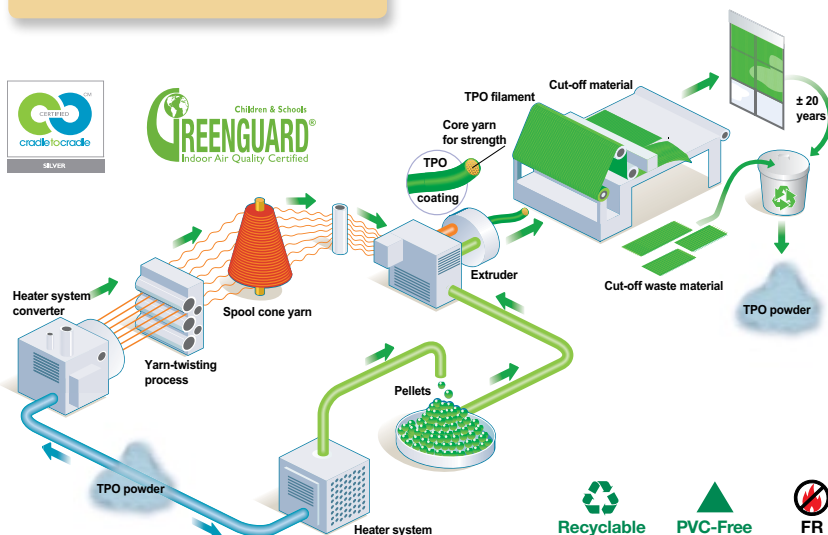 CM
CERTIFIED
cradletocradle
SILVER
Children & Schools
GREENGUARD®
Indoor Air Quality Certified
Cut-off material
TPO filament
Core yarn
for strength
TPO
coating
± 20
years
Extruder
Cut-off waste material
TPO powder
Heater system
converter
Spool cone yarn
Yarn-twisting
process
Pellets
TPO powder
Heater system
Recyclable
PVC-Free
FR